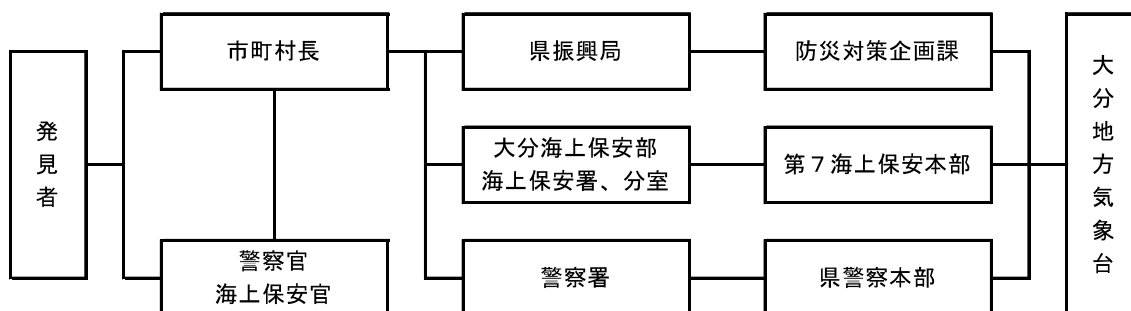 発見者
市町村長
警察官
海上保安官
県振興局
大分海上保安部
海上保安署、分室
警察署
防災対策企画課
第７海上保安本部
県警察本部
大分地方気象台